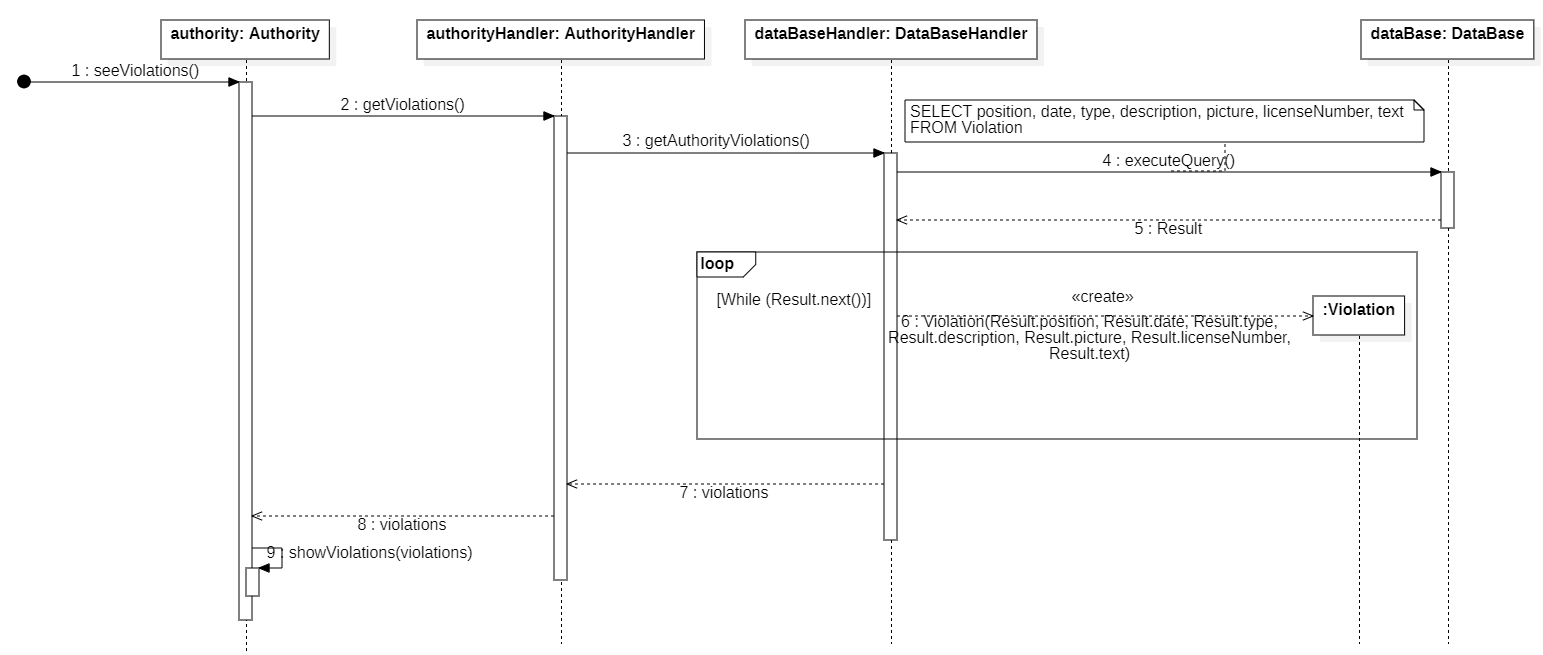 authority: Authority
authorityHandler: AuthorityHandler
dataBaseHandler: DataBaseHandler
dataBase: DataBase
1 : seeViolations()
2 : getViolations()
SELECT position, date, type, description, picture, licenseNumber, text
FROM Violation
3 : getAuthorityViolations()
4 : executeQuery()
5 : Result
loop
[While (Result.next())]
«create»
:Violation
6 : Violation(Result.position, Result.date, Result.type,
Result.description, Result.picture, Result.licenseNumber,
Result.text)
7 : violations
8 : violations
9 : showViolations(violations)